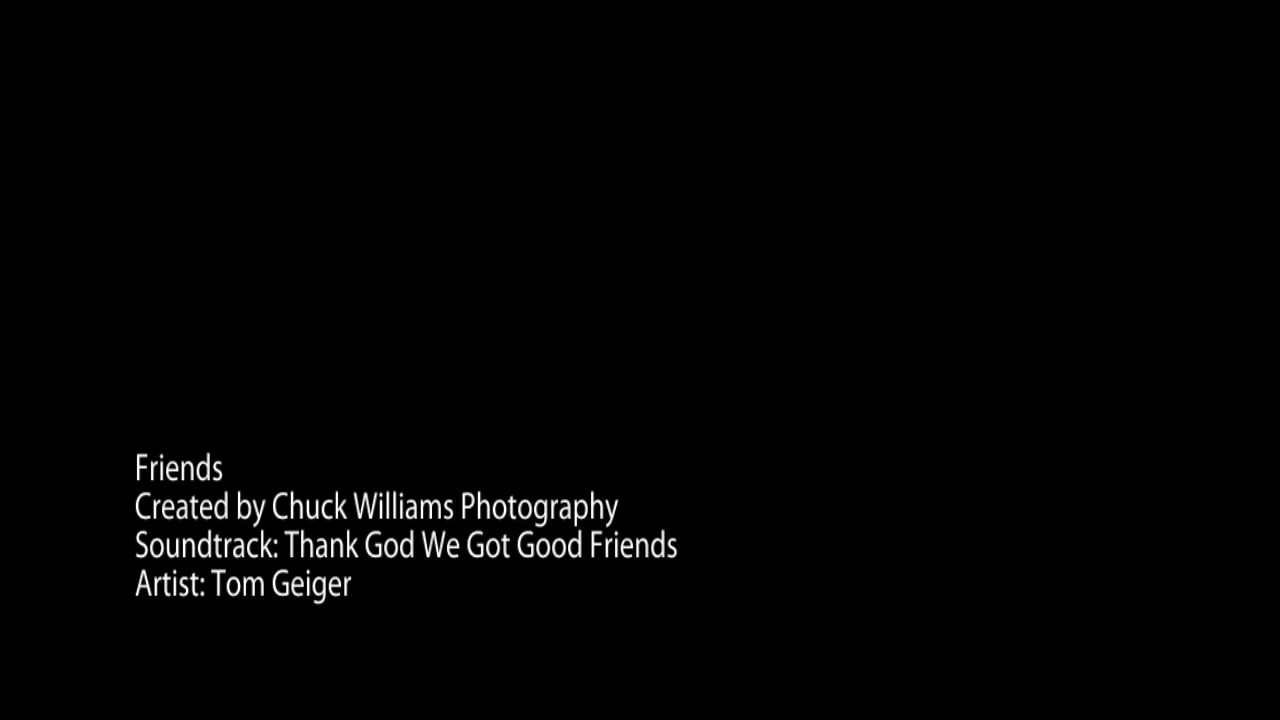 Friends
Created by Chuck Williams Photography
Soundtrack: Thank God We Got Good Friends
Artist: Tom Geiger